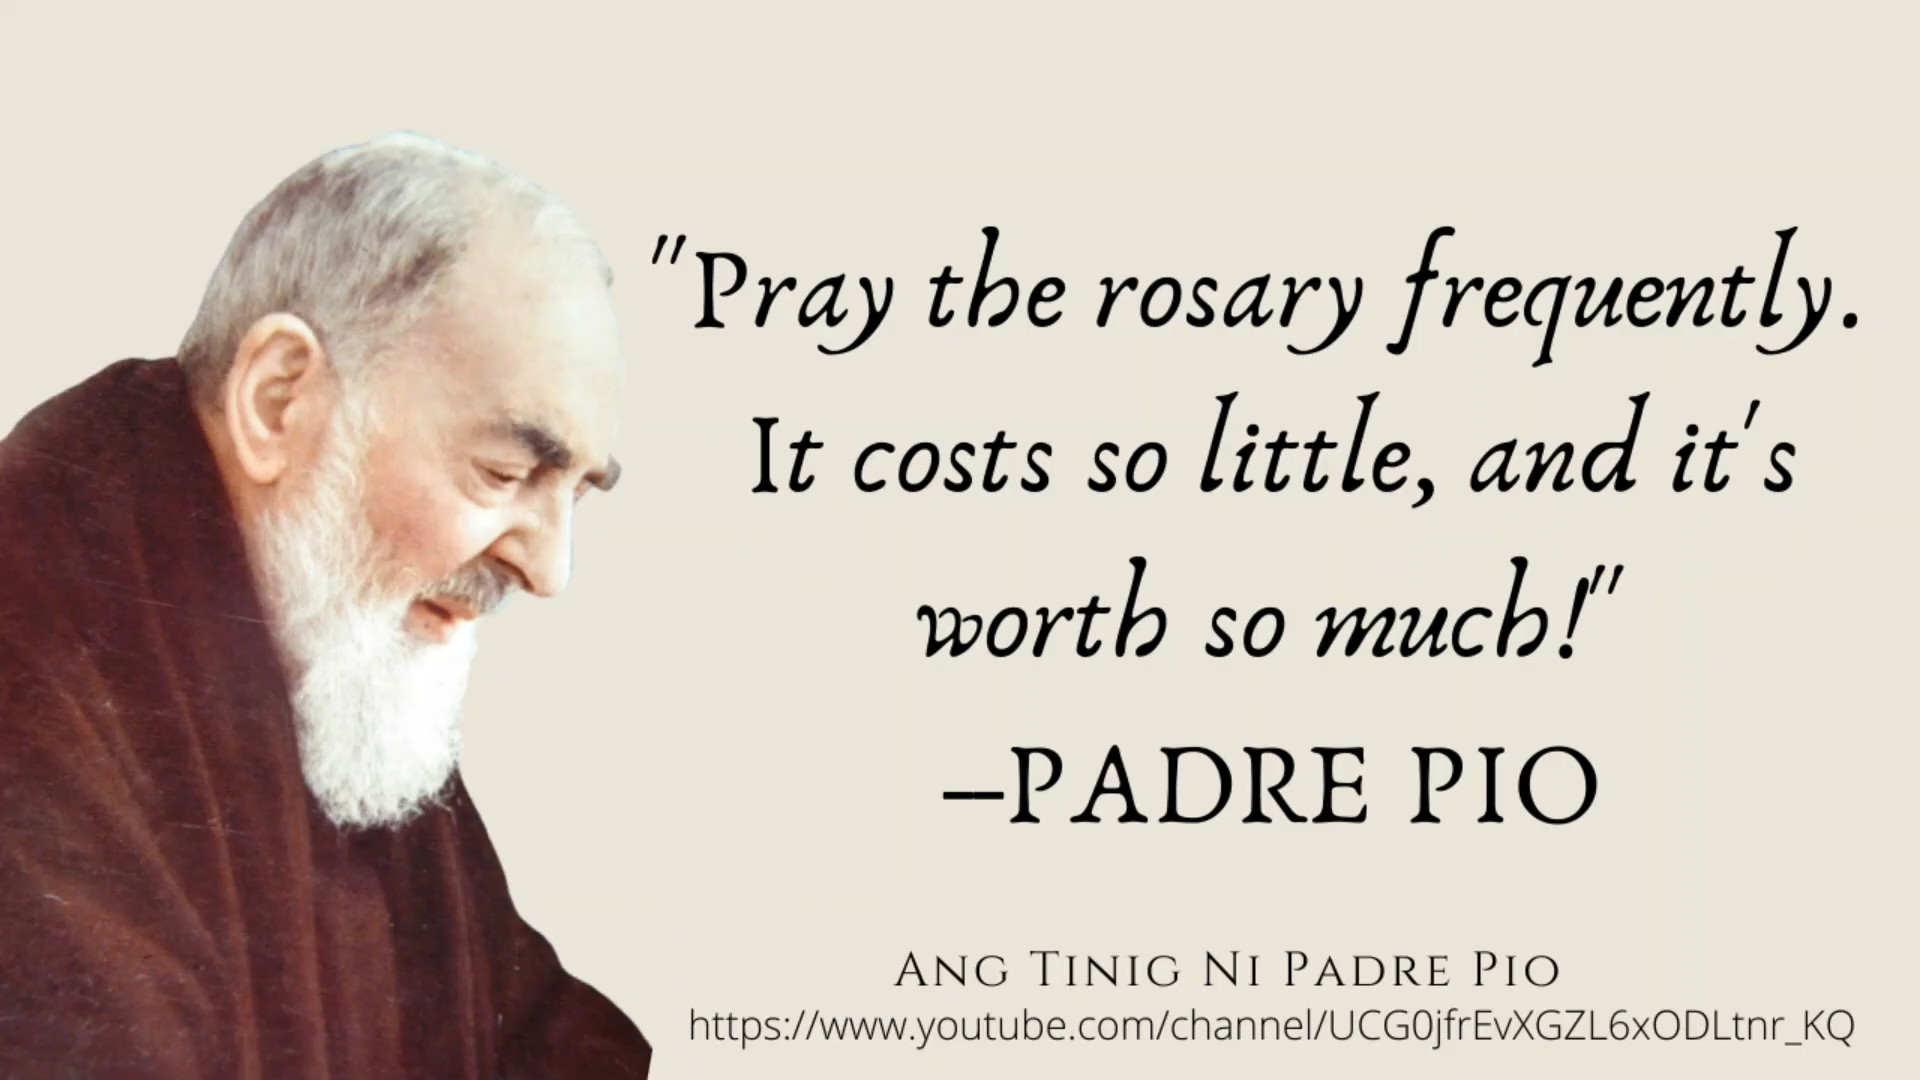 "Pray the rosary frequently.
It costs so little, and it's
worth so much!"
—PADRE PIO
Ang Tinig Ni Padre Pio
https://www.youtube.com/channel/UCG0jfrEvXGZL6xODLtnr_KQ